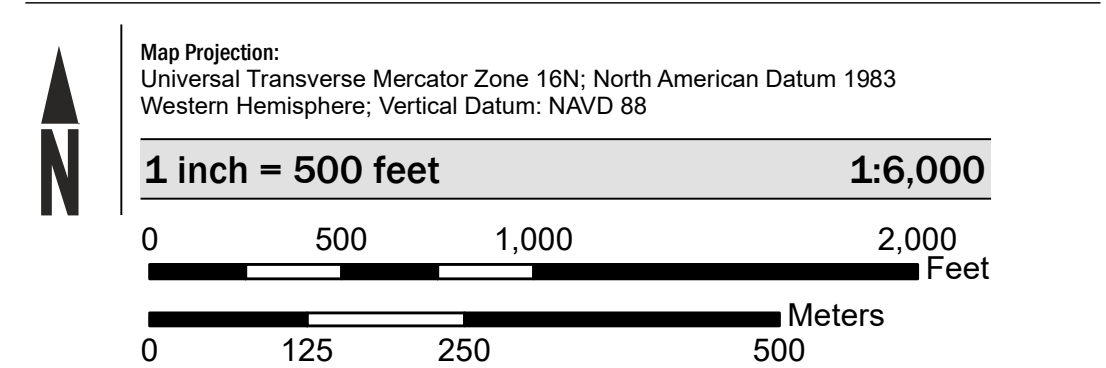 Map Projection:
Universal Transverse Mercator Zone 16N; North American Datum 1983
Western Hemisphere; Vertical Datum: NAVD 88
N
1 inch = 500 feet 1:6,000
0 500 1,000 2,000
Feet
Meters
0 125 250 500